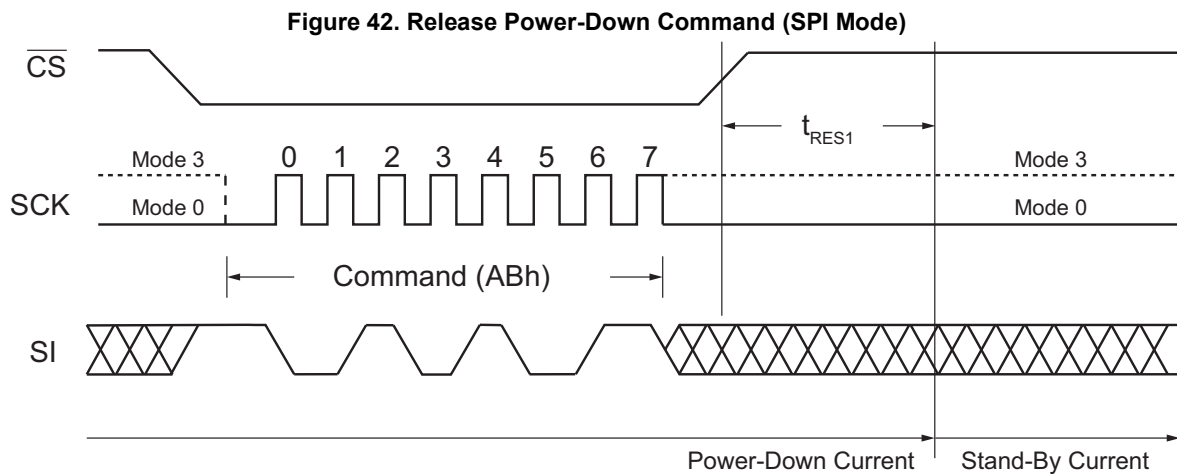 Figure 42. Release Power-Down Command (SPI Mode)
CS
tRES1
Mode 3
0 1 2 3 4 5 6 7
Mode 3
SCK
Mode 0
Mode 0
Command (ABh)
SI
Power-Down Current
Stand-By Current